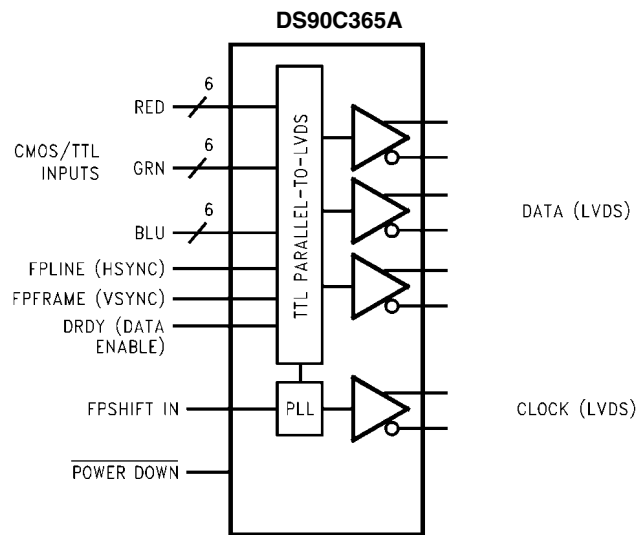 DS90C365A
6
RED
CMOS/TTL
INPUTS
6
GRN
6
BLU
FPLINE (HSYNC)
FPFRAME (VSYNC)
DRDY (DATA
ENABLE)
FPSHIFT IN
POWER DOWN
TTL PARALLEL-TO-LVDS
PLL
DATA (LVDS)
CLOCK (LVDS)